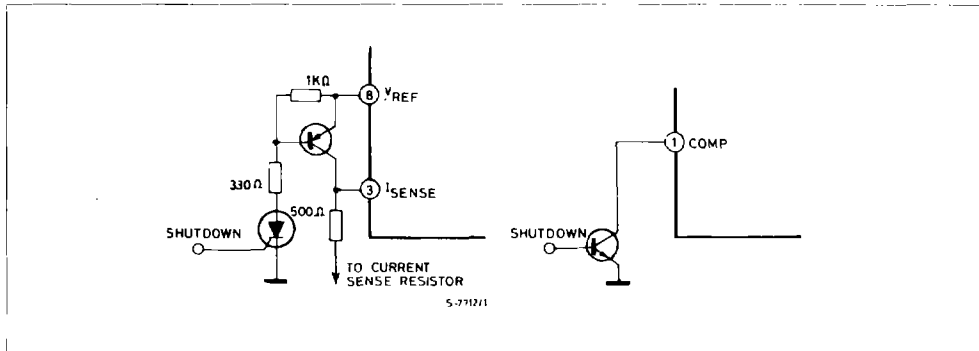 1KΩ
8 VREF
330Ω
3 ISENSE
500Ω
SHUTDOWN
TO CURRENT
SENSE RESISTOR
S-7712/1
1 COMP
SHUTDOWN